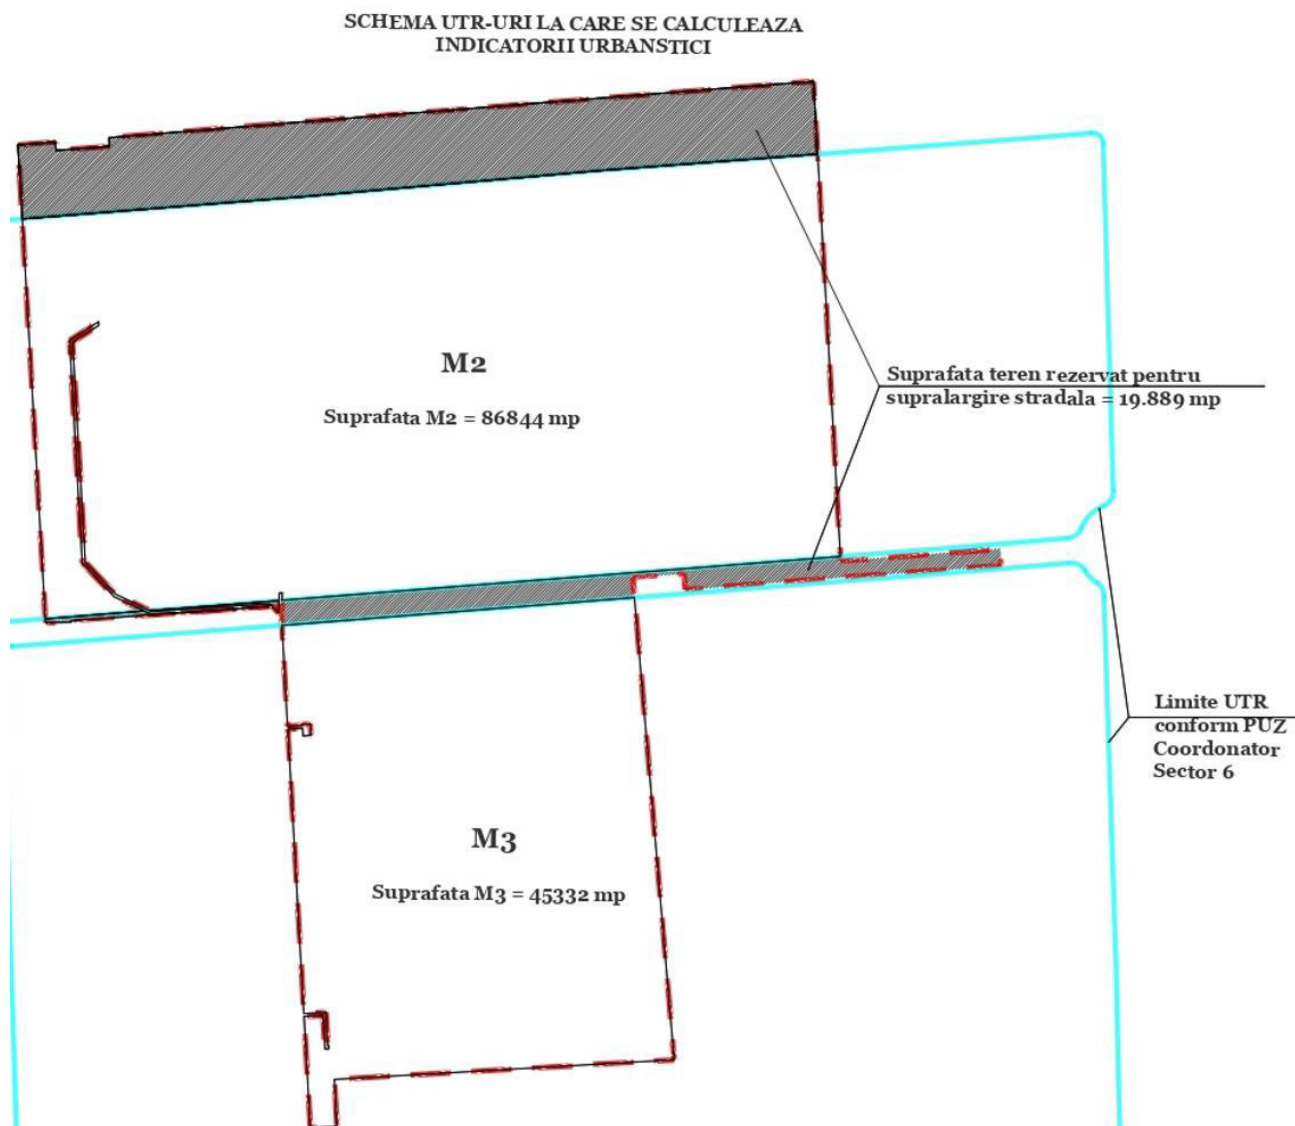 SCHEMA UTR-URI LA CARE SE CALCULEAZA
INDICATORII URBANSTICI
M2
Suprafata M2 = 86844 mp
Suprafata teren rezervat pentru
supralargire stradala = 19.889 mp
Limite UTR
conform PUZ
Coordonator
Sector 6
M3
Suprafata M3 = 45332 mp